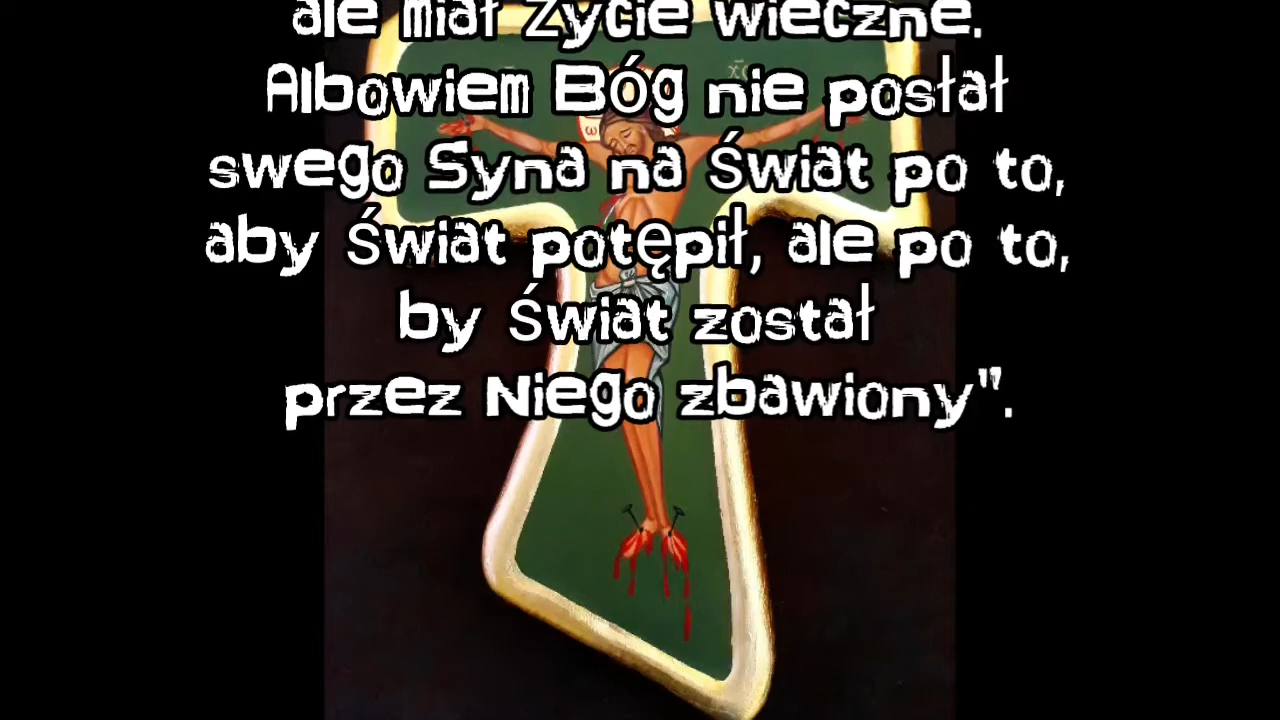 ale miał życie wieczne.
Albowiem Bóg nie posłał
swego Syna na świat po to,
aby świat potępił, ale po to,
by świat został
przez Niego zbawiony".